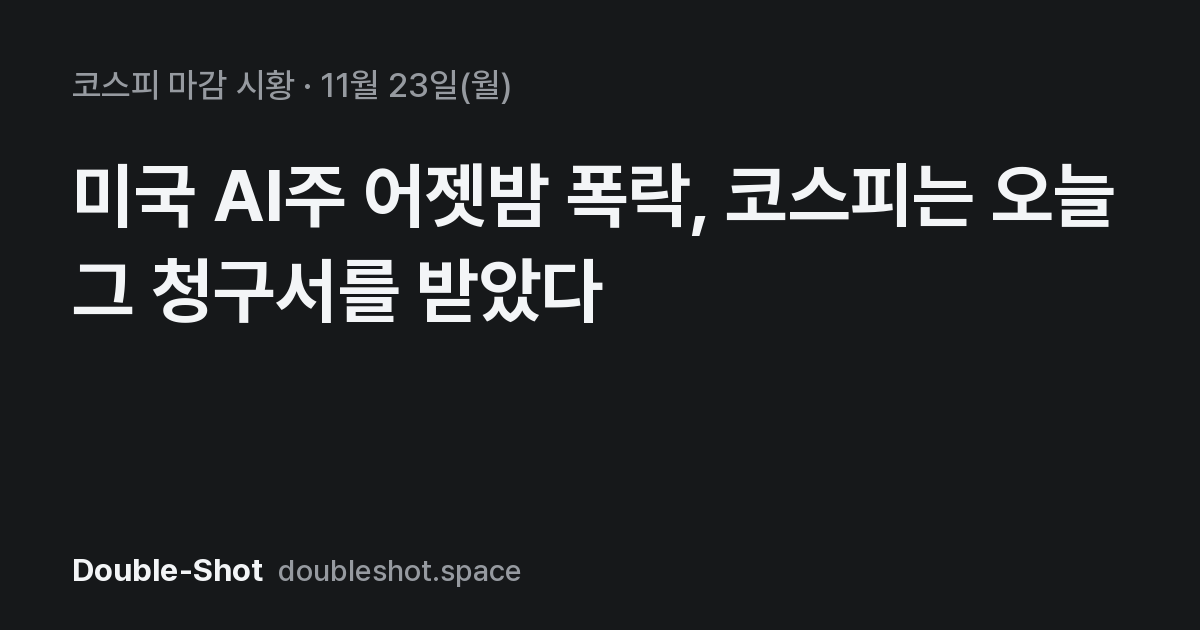 코스피 마감 시황 · 11월 23일(월)
미국 AI주 어젯밤 폭락, 코스피는 오늘
그 청구서를 받았다
Double-Shot doubleshot.space